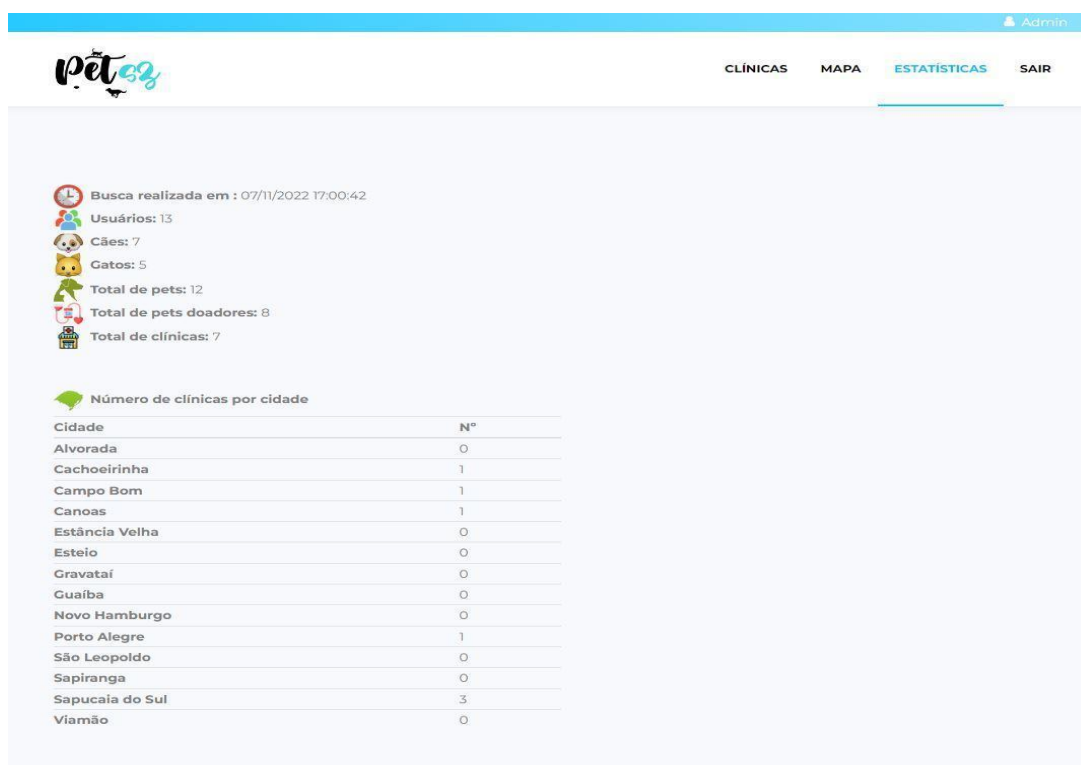 Admin
Petsz
CLÍNICAS MAPA ESTATÍSTICAS SAIR
Busca realizada em : 07/11/2022 17:00:42
Usuários: 13
Cães: 7
Gatos: 5
Total de pets: 12
Total de pets doadores: 8
Total de clínicas: 7
Número de clínicas por cidade
Cidade Nº
Alvorada 0
Cachoeirinha 1
Campo Bom 1
Canoas 1
Estância Velha 0
Esteio 0
Gravataí 0
Guaíba 0
Novo Hamburgo 0
Porto Alegre 1
São Leopoldo 0
Sapiranga 0
Sapucaia do Sul 3
Viamão 0